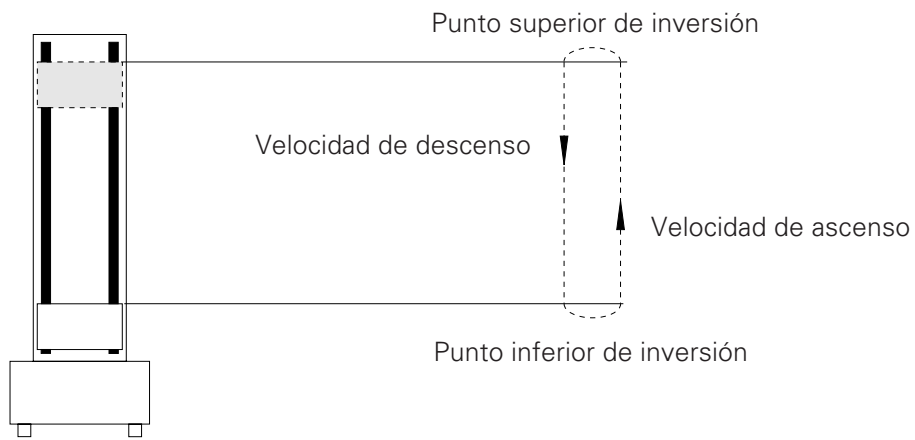 Punto superior de inversión
Velocidad de descenso
Velocidad de ascenso
Punto inferior de inversión